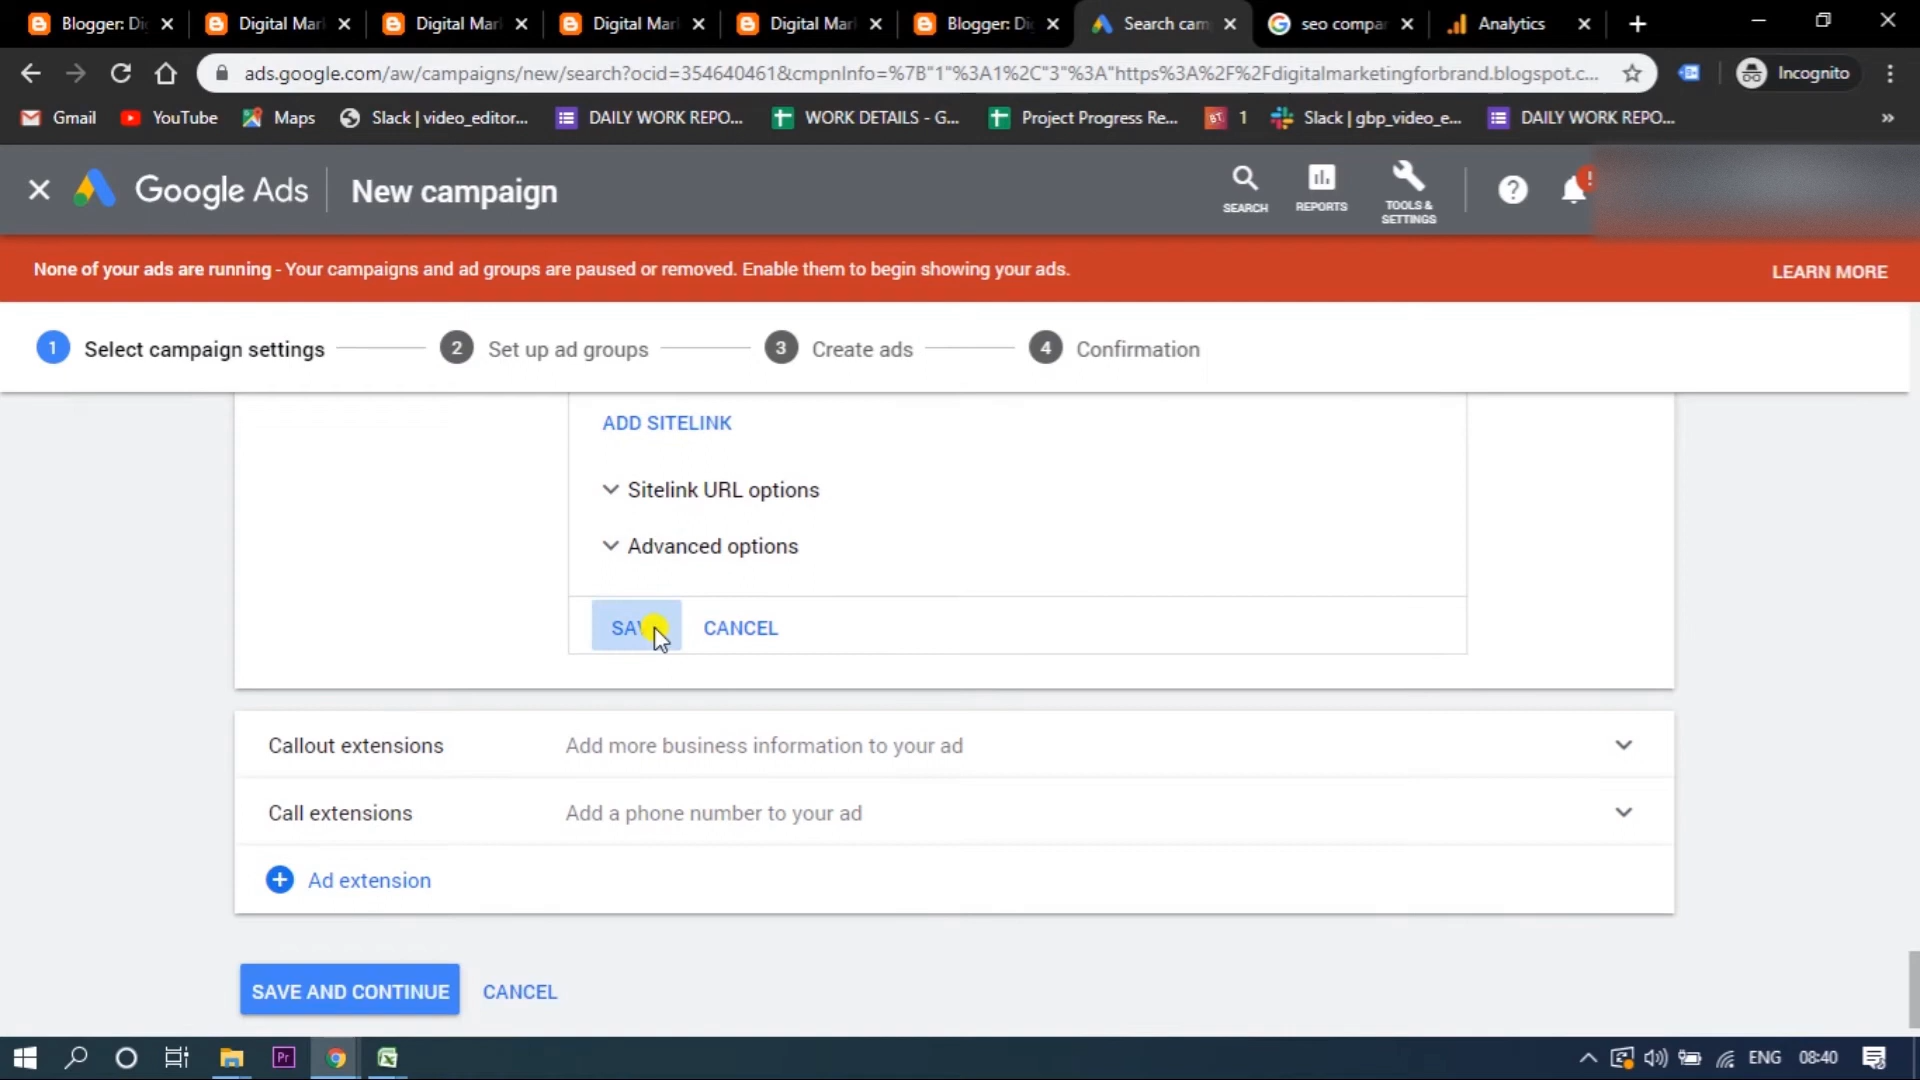 Blogger: Di
Digital Mar
Digital Mar
Digital Mar
Digital Mar
Blogger: Di
Search cam
seo compa
Analytics
ads.google.com/aw/campaigns/new/search?ocid=354640461&cmpnInfo=%7B"1"%3A1%2C"3"%3A"https%3A%2F%2Fdigitalmarketingforbrand.blogspot.c...
Incognito
Gmail
YouTube
Maps
Slack | video_editor...
DAILY WORK REPO...
WORK DETAILS - G...
Project Progress Re...
1
Slack | gbp_video_e...
DAILY WORK REPO...
»
Google Ads
New campaign
SEARCH
REPORTS
TOOLS &
SETTINGS
None of your ads are running - Your campaigns and ad groups are paused or removed. Enable them to begin showing your ads.
LEARN MORE
1 Select campaign settings
2 Set up ad groups
3 Create ads
4 Confirmation
ADD SITELINK
Sitelink URL options
Advanced options
SAVE
CANCEL
Callout extensions
Add more business information to your ad
Call extensions
Add a phone number to your ad
Ad extension
SAVE AND CONTINUE
CANCEL
Pr
ENG
08:40